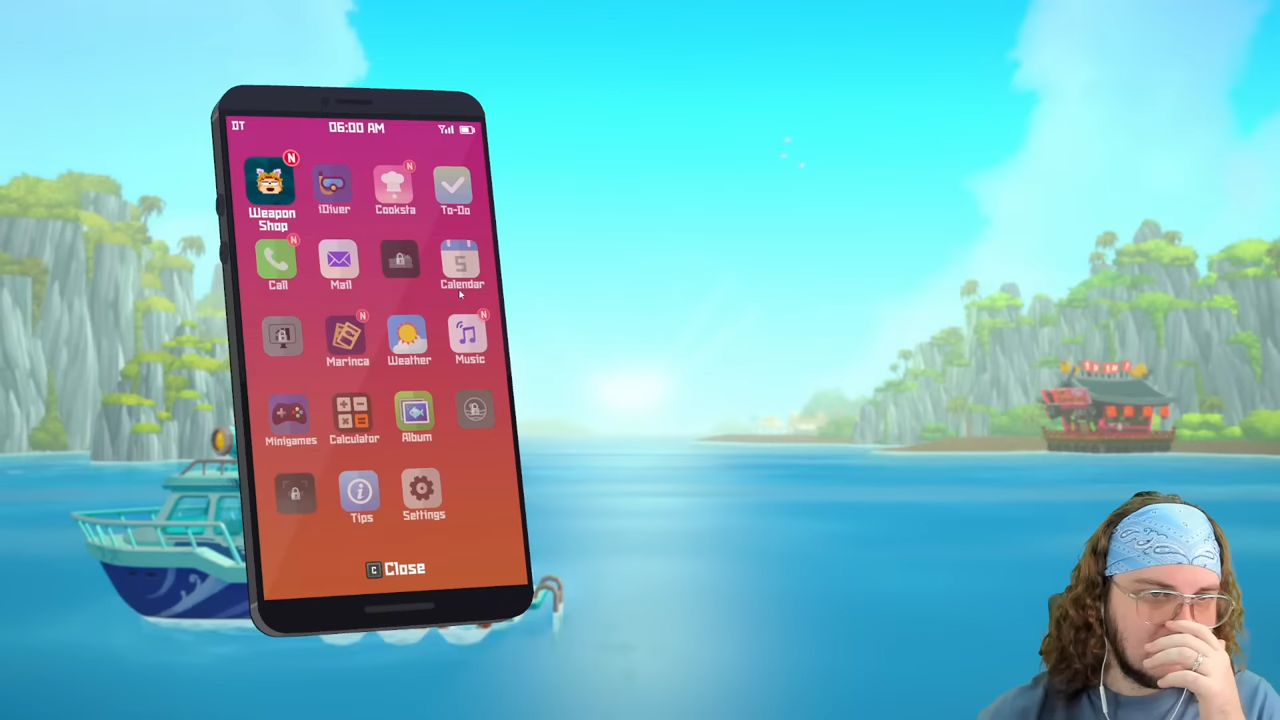 DT 06:00 AM
N
N
Weapon
Shop
iDiver
Cooksta
To-Do
N
5
Call
Mail
Calendar
N
N
Marinca
Weather
Music
Minigames
Calculator
Album
Tips
Settings
C Close